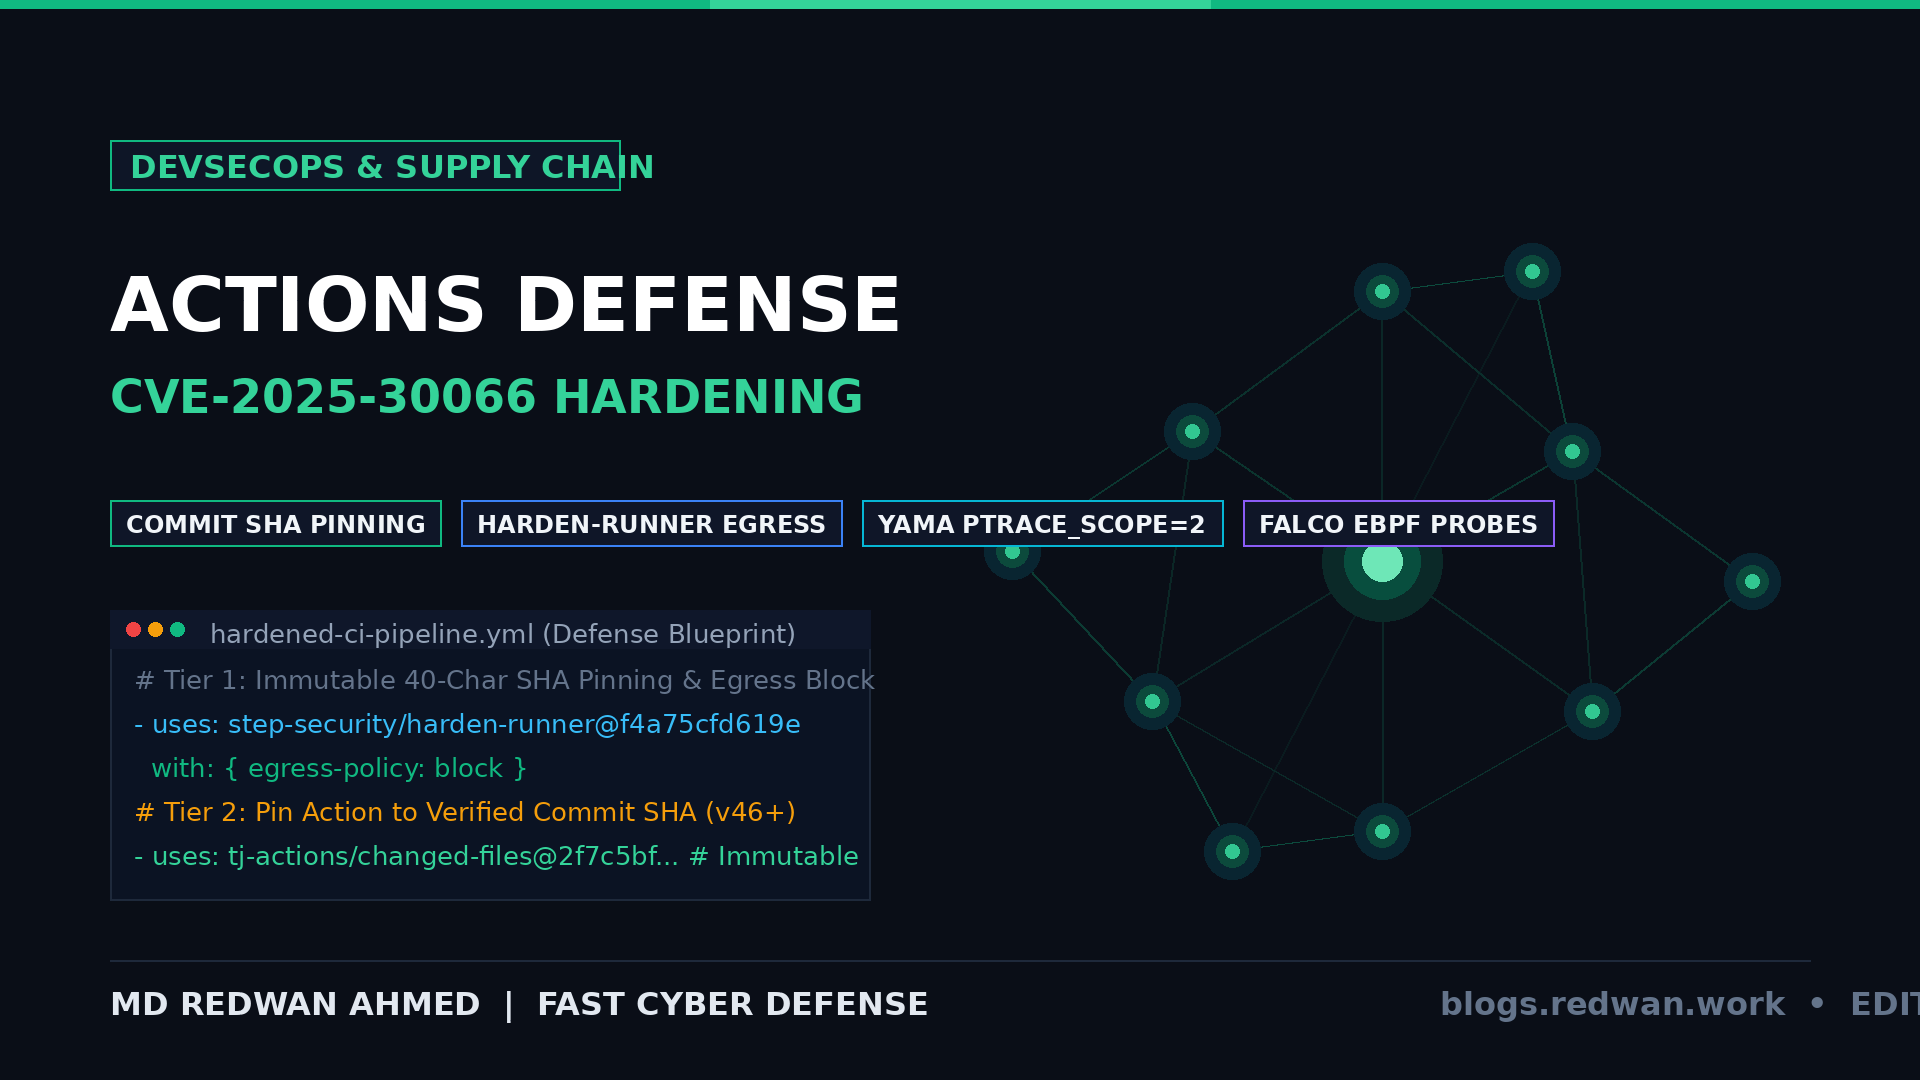 DEVSECOPS & SUPPLY CHAIN
ACTIONS DEFENSE
CVE-2025-30066 HARDENING
COMMIT SHA PINNING
HARDEN-RUNNER EGRESS
YAMA PTRACE_SCOPE=2
FALCO EBPF PROBES
hardened-ci-pipeline.yml (Defense Blueprint)
# Tier 1: Immutable 40-Char SHA Pinning & Egress Block
- uses: step-security/harden-runner@f4a75cfd619e
with: { egress-policy: block }
# Tier 2: Pin Action to Verified Commit SHA (v46+)
- uses: tj-actions/changed-files@2f7c5bf... # Immutable
MD REDWAN AHMED | FAST CYBER DEFENSE
blogs.redwan.work •